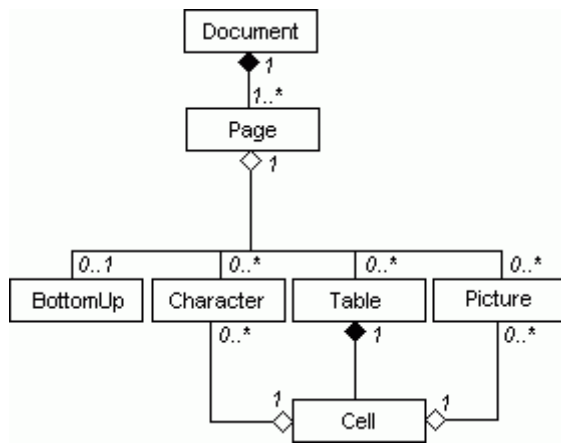 Document
1
1..*
Page
1
0..1 0..* 0..* 0..*
BottomUp Character Table Picture
0..* 1 0..*
1 1
Cell